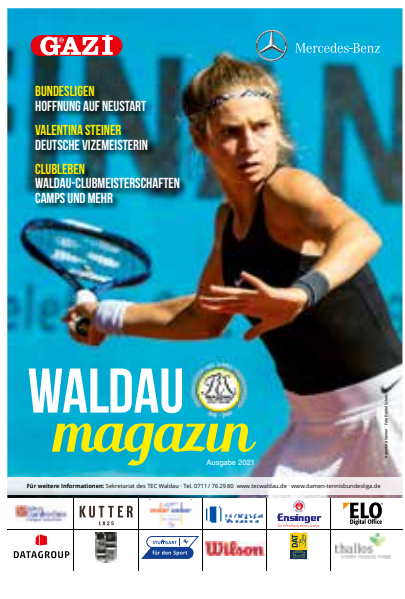 GAZİ
Mercedes-Benz
BUNDESLIGEN
HOFFNUNG AUF NEUSTART
VALENTINA STEINER
DEUTSCHE VIZEMEISTERIN
CLUBLEBEN
WALDAU-CLUBMEISTERSCHAFTEN
CAMPS UND MEHR
WALDAU
magazin
Ausgabe 2021
Für weitere Informationen: Sekretariat des TEC Waldau · Tel. 0711/ 76 29 80 www.tecwaldau.de · www.damen-tennisbundesliga.de
KUTTER
1825
Ensinger
ELO
Digital Office
DATAGROUP
STUTTGART
für den Sport
Wilson
DAT
thallos